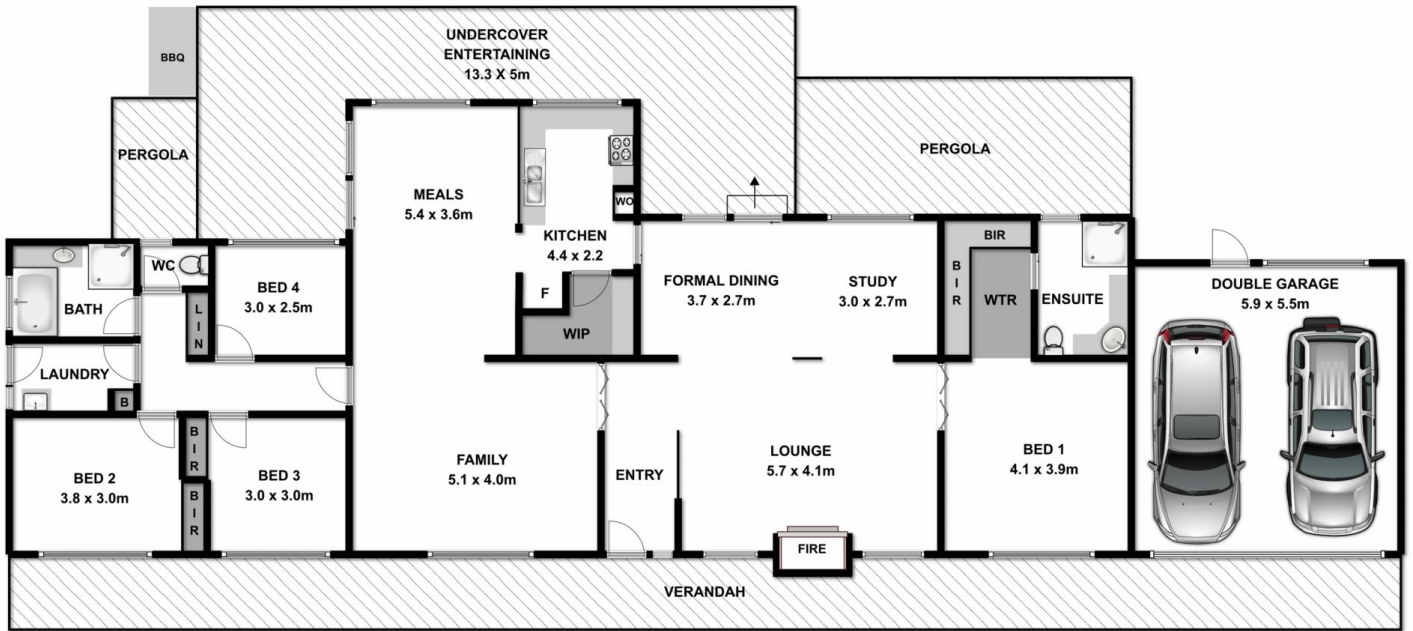 UNDERCOVER
ENTERTAINING
13.3 X 5m
BBQ
PERGOLA
PERGOLA
MEALS
5.4 x 3.6m
WO
KITCHEN
4.4 x 2.2
F
WIP
FORMAL DINING
3.7 x 2.7m
STUDY
3.0 x 2.7m
BIR
B
I
R
WTR
ENSUITE
DOUBLE GARAGE
5.9 x 5.5m
WC
BATH
L
I
N
BED 4
3.0 x 2.5m
LAUNDRY
B
BED 2
3.8 x 3.0m
B
I
R
B
I
R
BED 3
3.0 x 3.0m
FAMILY
5.1 x 4.0m
ENTRY
LOUNGE
5.7 x 4.1m
BED 1
4.1 x 3.9m
FIRE
VERANDAH